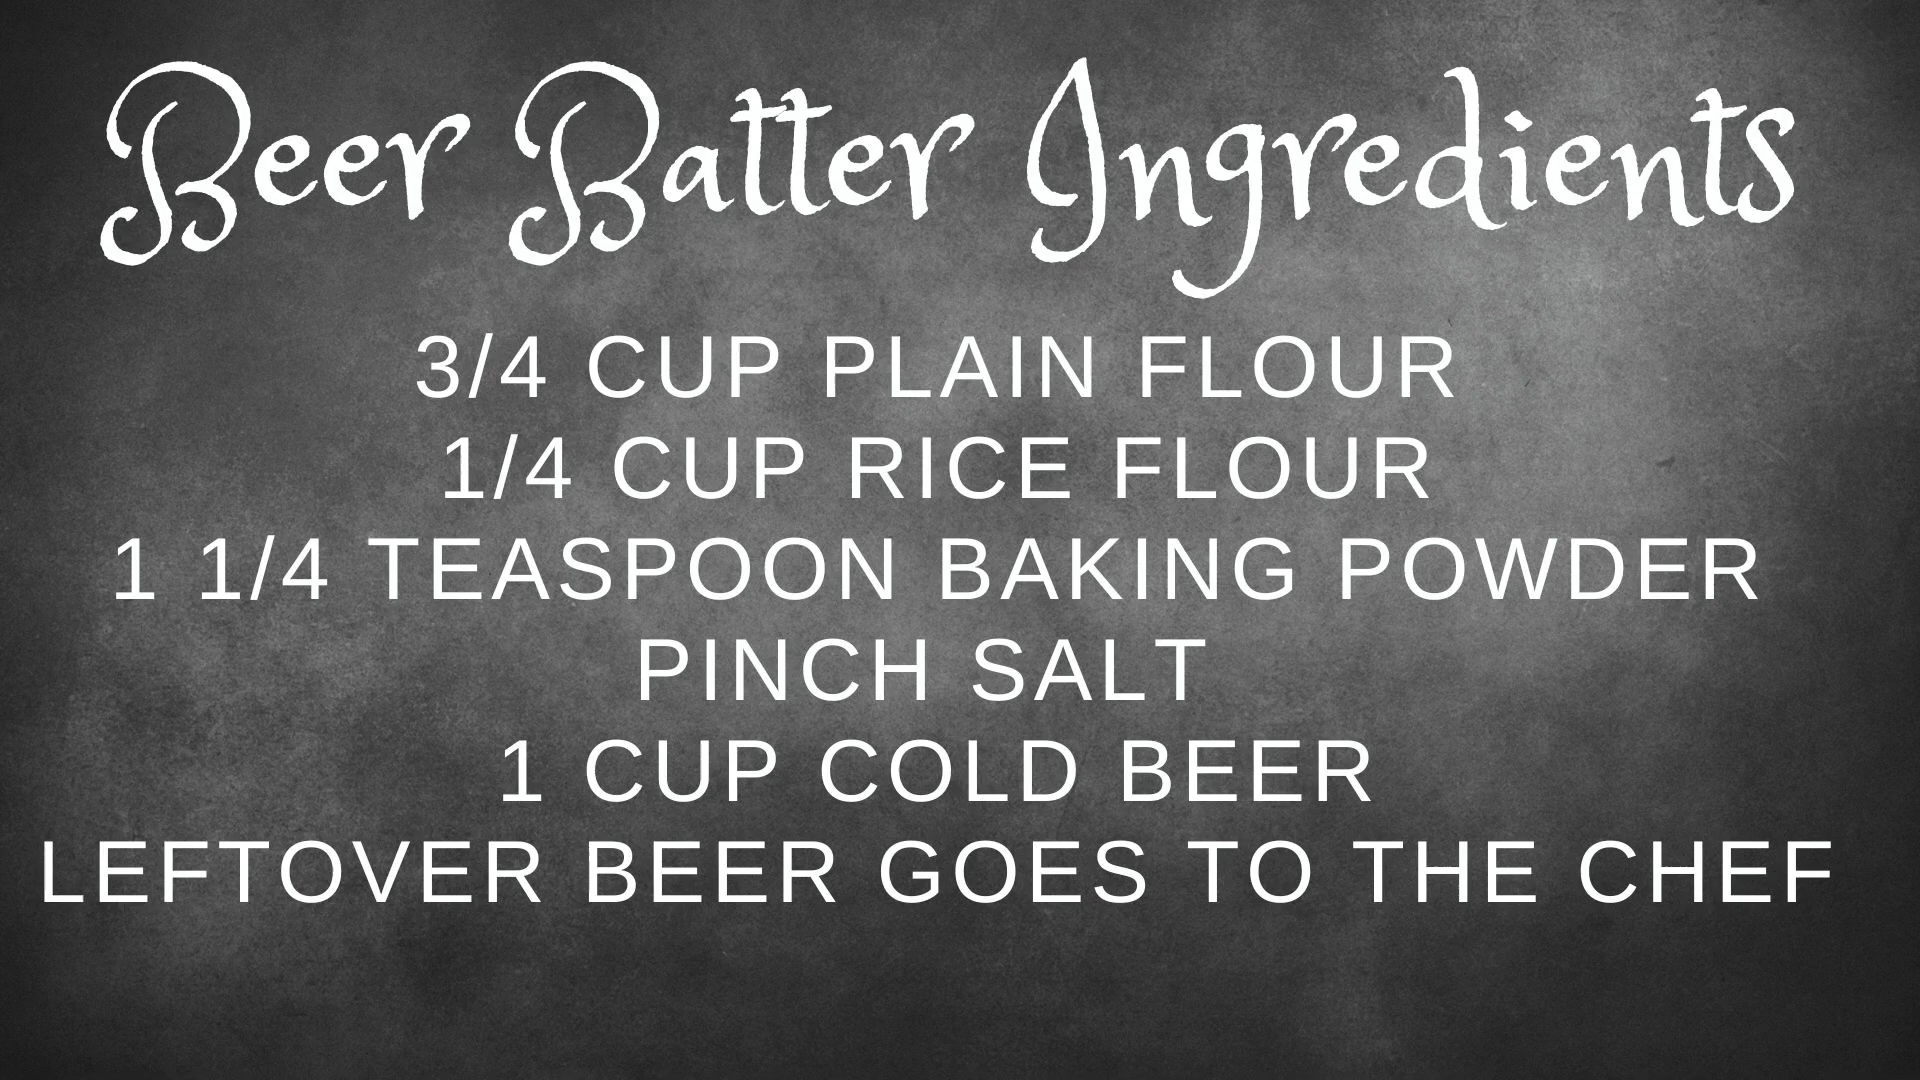 Beer Batter Ingredients
3/4 CUP PLAIN FLOUR
1/4 CUP RICE FLOUR
1 1/4 TEASPOON BAKING POWDER
PINCH SALT
1 CUP COLD BEER
LEFTOVER BEER GOES TO THE CHEF